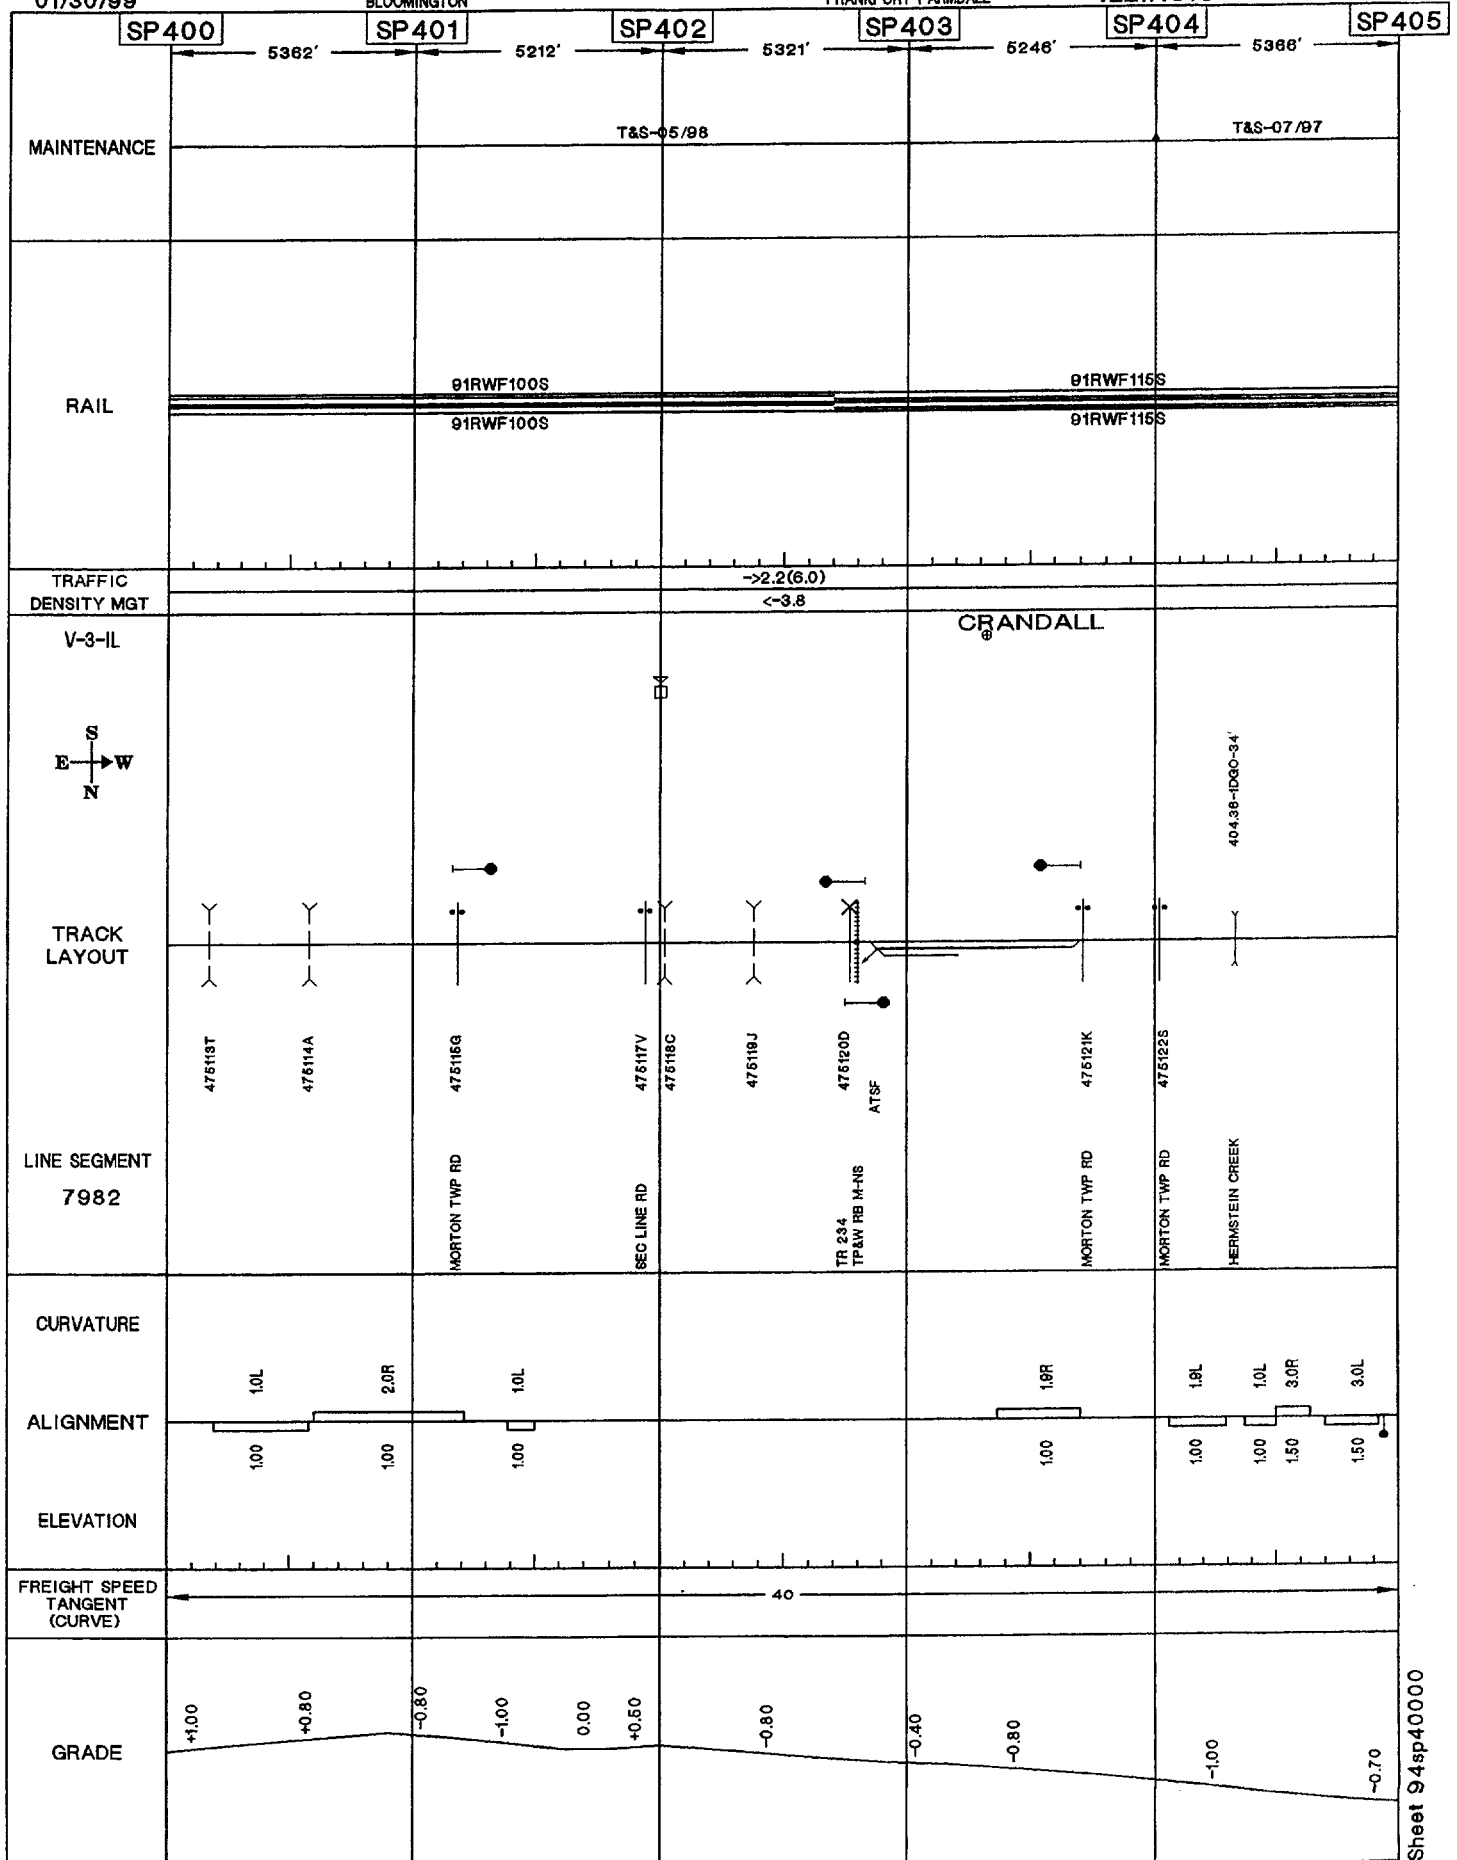 01/30/99
BLOOMINGTON
SP400
SP401
SP402
SP403
SP404
SP405
5362'
5212'
5321'
5246'
5366'
MAINTENANCE
T&S-05/98
T&S-07/97
RAIL
91RWF100S
91RWF115S
91RWF100S
91RWF115S
TRAFFIC
DENSITY MGT
->2.2(6.0)
<-3.8
V-3-IL
CRANDALL
S
E W
N
404.36-1DGO-34'
TRACK
LAYOUT
475113T
475114A
475115G
475117V
475118C
475119J
475120D
ATSF
475121K
475122S
LINE SEGMENT
7982
MORTON TWP RD
SEC LINE RD
TR 234
TP&W RB M-NS
MORTON TWP RD
MORTON TWP RD
HERMSTEIN CREEK
CURVATURE
1.0L
2.0R
1.0L
1.9R
1.9L
1.0L
3.0R
3.0L
ALIGNMENT
1.00
1.00
1.00
1.00
1.00
1.00
1.50
1.50
ELEVATION
FREIGHT SPEED
TANGENT
(CURVE)
40
GRADE
+1.00
+0.80
-0.80
-1.00
0.00
+0.50
-0.80
-0.40
-0.80
-1.00
-0.70
Sheet 94sp40000